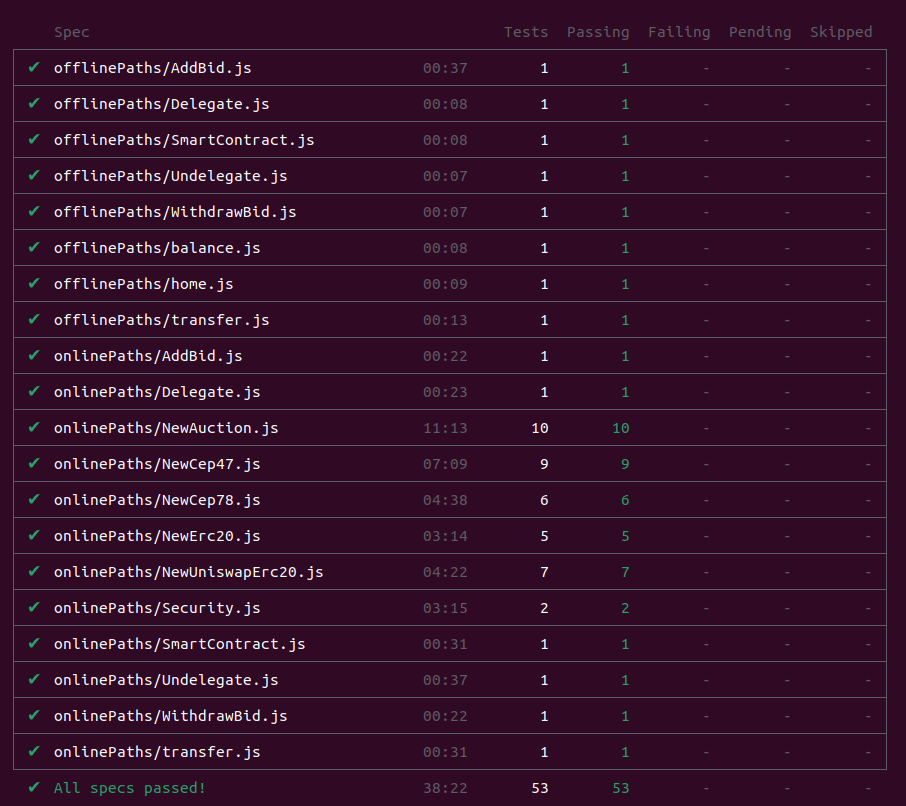 Spec Tests Passing Failing Pending Skipped
✔ offlinePaths/AddBid.js 00:37 1 1 - - -
✔ offlinePaths/Delegate.js 00:08 1 1 - - -
✔ offlinePaths/SmartContract.js 00:08 1 1 - - -
✔ offlinePaths/Undelegate.js 00:07 1 1 - - -
✔ offlinePaths/WithdrawBid.js 00:07 1 1 - - -
✔ offlinePaths/balance.js 00:08 1 1 - - -
✔ offlinePaths/home.js 00:09 1 1 - - -
✔ offlinePaths/transfer.js 00:13 1 1 - - -
✔ onlinePaths/AddBid.js 00:22 1 1 - - -
✔ onlinePaths/Delegate.js 00:23 1 1 - - -
✔ onlinePaths/NewAuction.js 11:13 10 10 - - -
✔ onlinePaths/NewCep47.js 07:09 9 9 - - -
✔ onlinePaths/NewCep78.js 04:38 6 6 - - -
✔ onlinePaths/NewErc20.js 03:14 5 5 - - -
✔ onlinePaths/NewUniswapErc20.js 04:22 7 7 - - -
✔ onlinePaths/Security.js 03:15 2 2 - - -
✔ onlinePaths/SmartContract.js 00:31 1 1 - - -
✔ onlinePaths/Undelegate.js 00:37 1 1 - - -
✔ onlinePaths/WithdrawBid.js 00:22 1 1 - - -
✔ onlinePaths/transfer.js 00:31 1 1 - - -
✔ All specs passed! 38:22 53 53 - - -